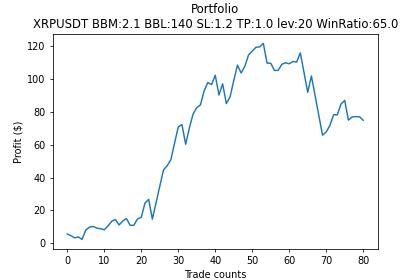 Portfolio
XRPUSDT BBM:2.1 BBL:140 SL:1.2 TP:1.0 lev:20 WinRatio:65.0
120
100
80
60
40
20
0
Profit ($)
0 10 20 30 40 50 60 70 80
Trade counts